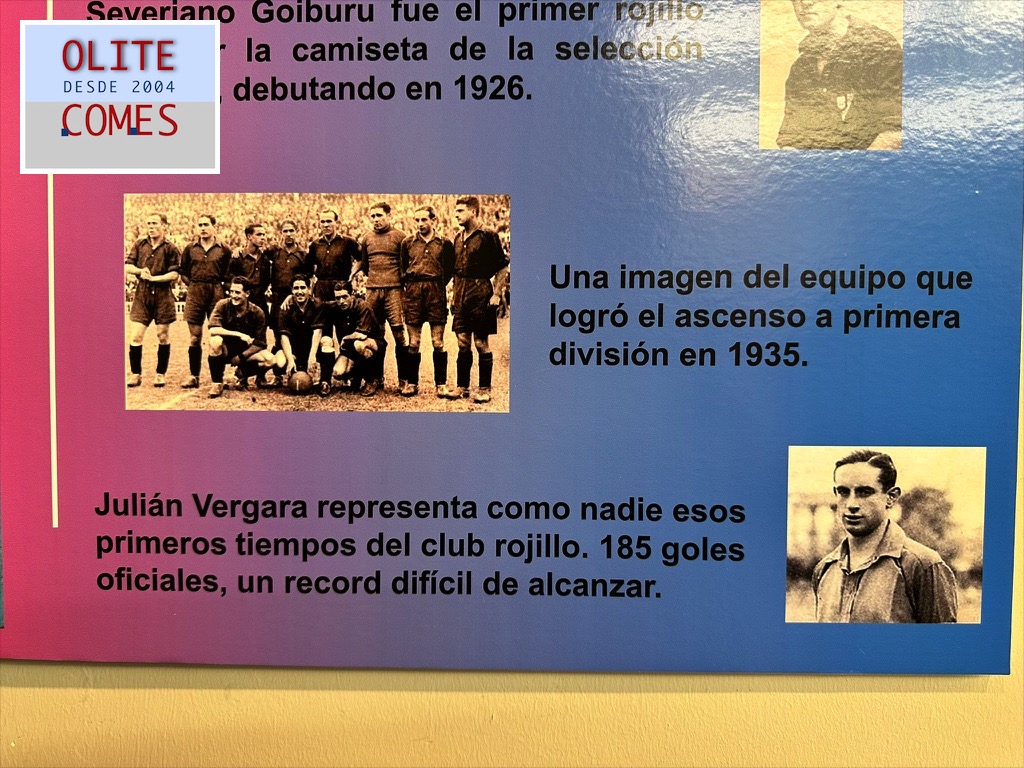 OLITE
DESDE 2004
COMES
Severiano Goiburu fue el primer rojillo
la camiseta de la selección
, debutando en 1926.
Una imagen del equipo que
logró el ascenso a primera
división en 1935.
Julián Vergara representa como nadie esos
primeros tiempos del club rojillo. 185 goles
oficiales, un record difícil de alcanzar.